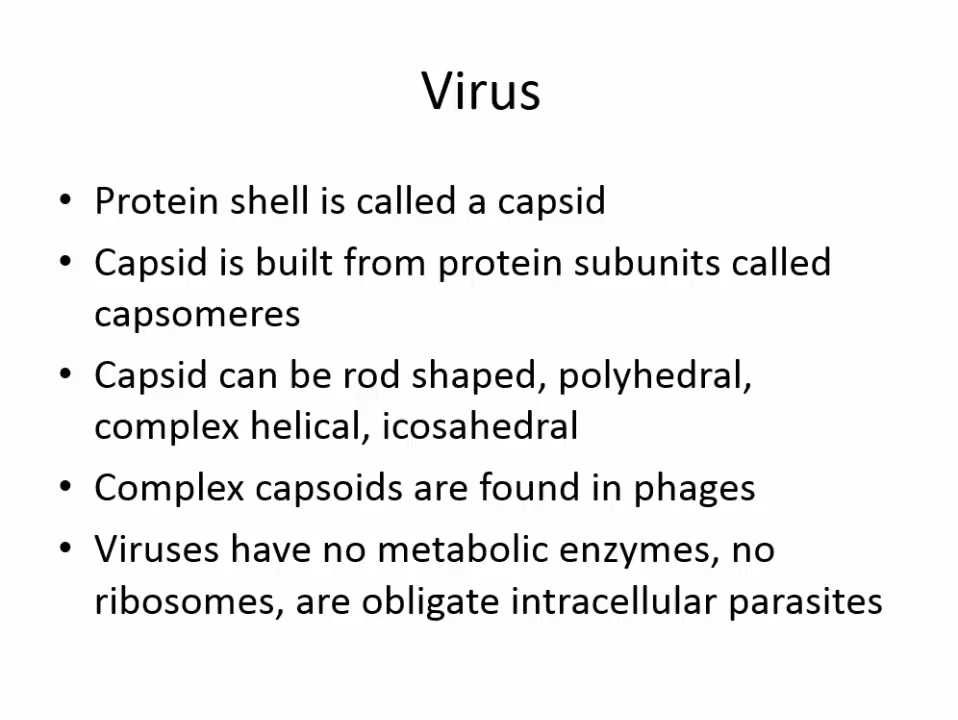 Virus
• Protein shell is called a capsid
• Capsid is built from protein subunits called
capsomeres
• Capsid can be rod shaped, polyhedral,
complex helical, icosahedral
• Complex capsoids are found in phages
• Viruses have no metabolic enzymes, no
ribosomes, are obligate intracellular parasites